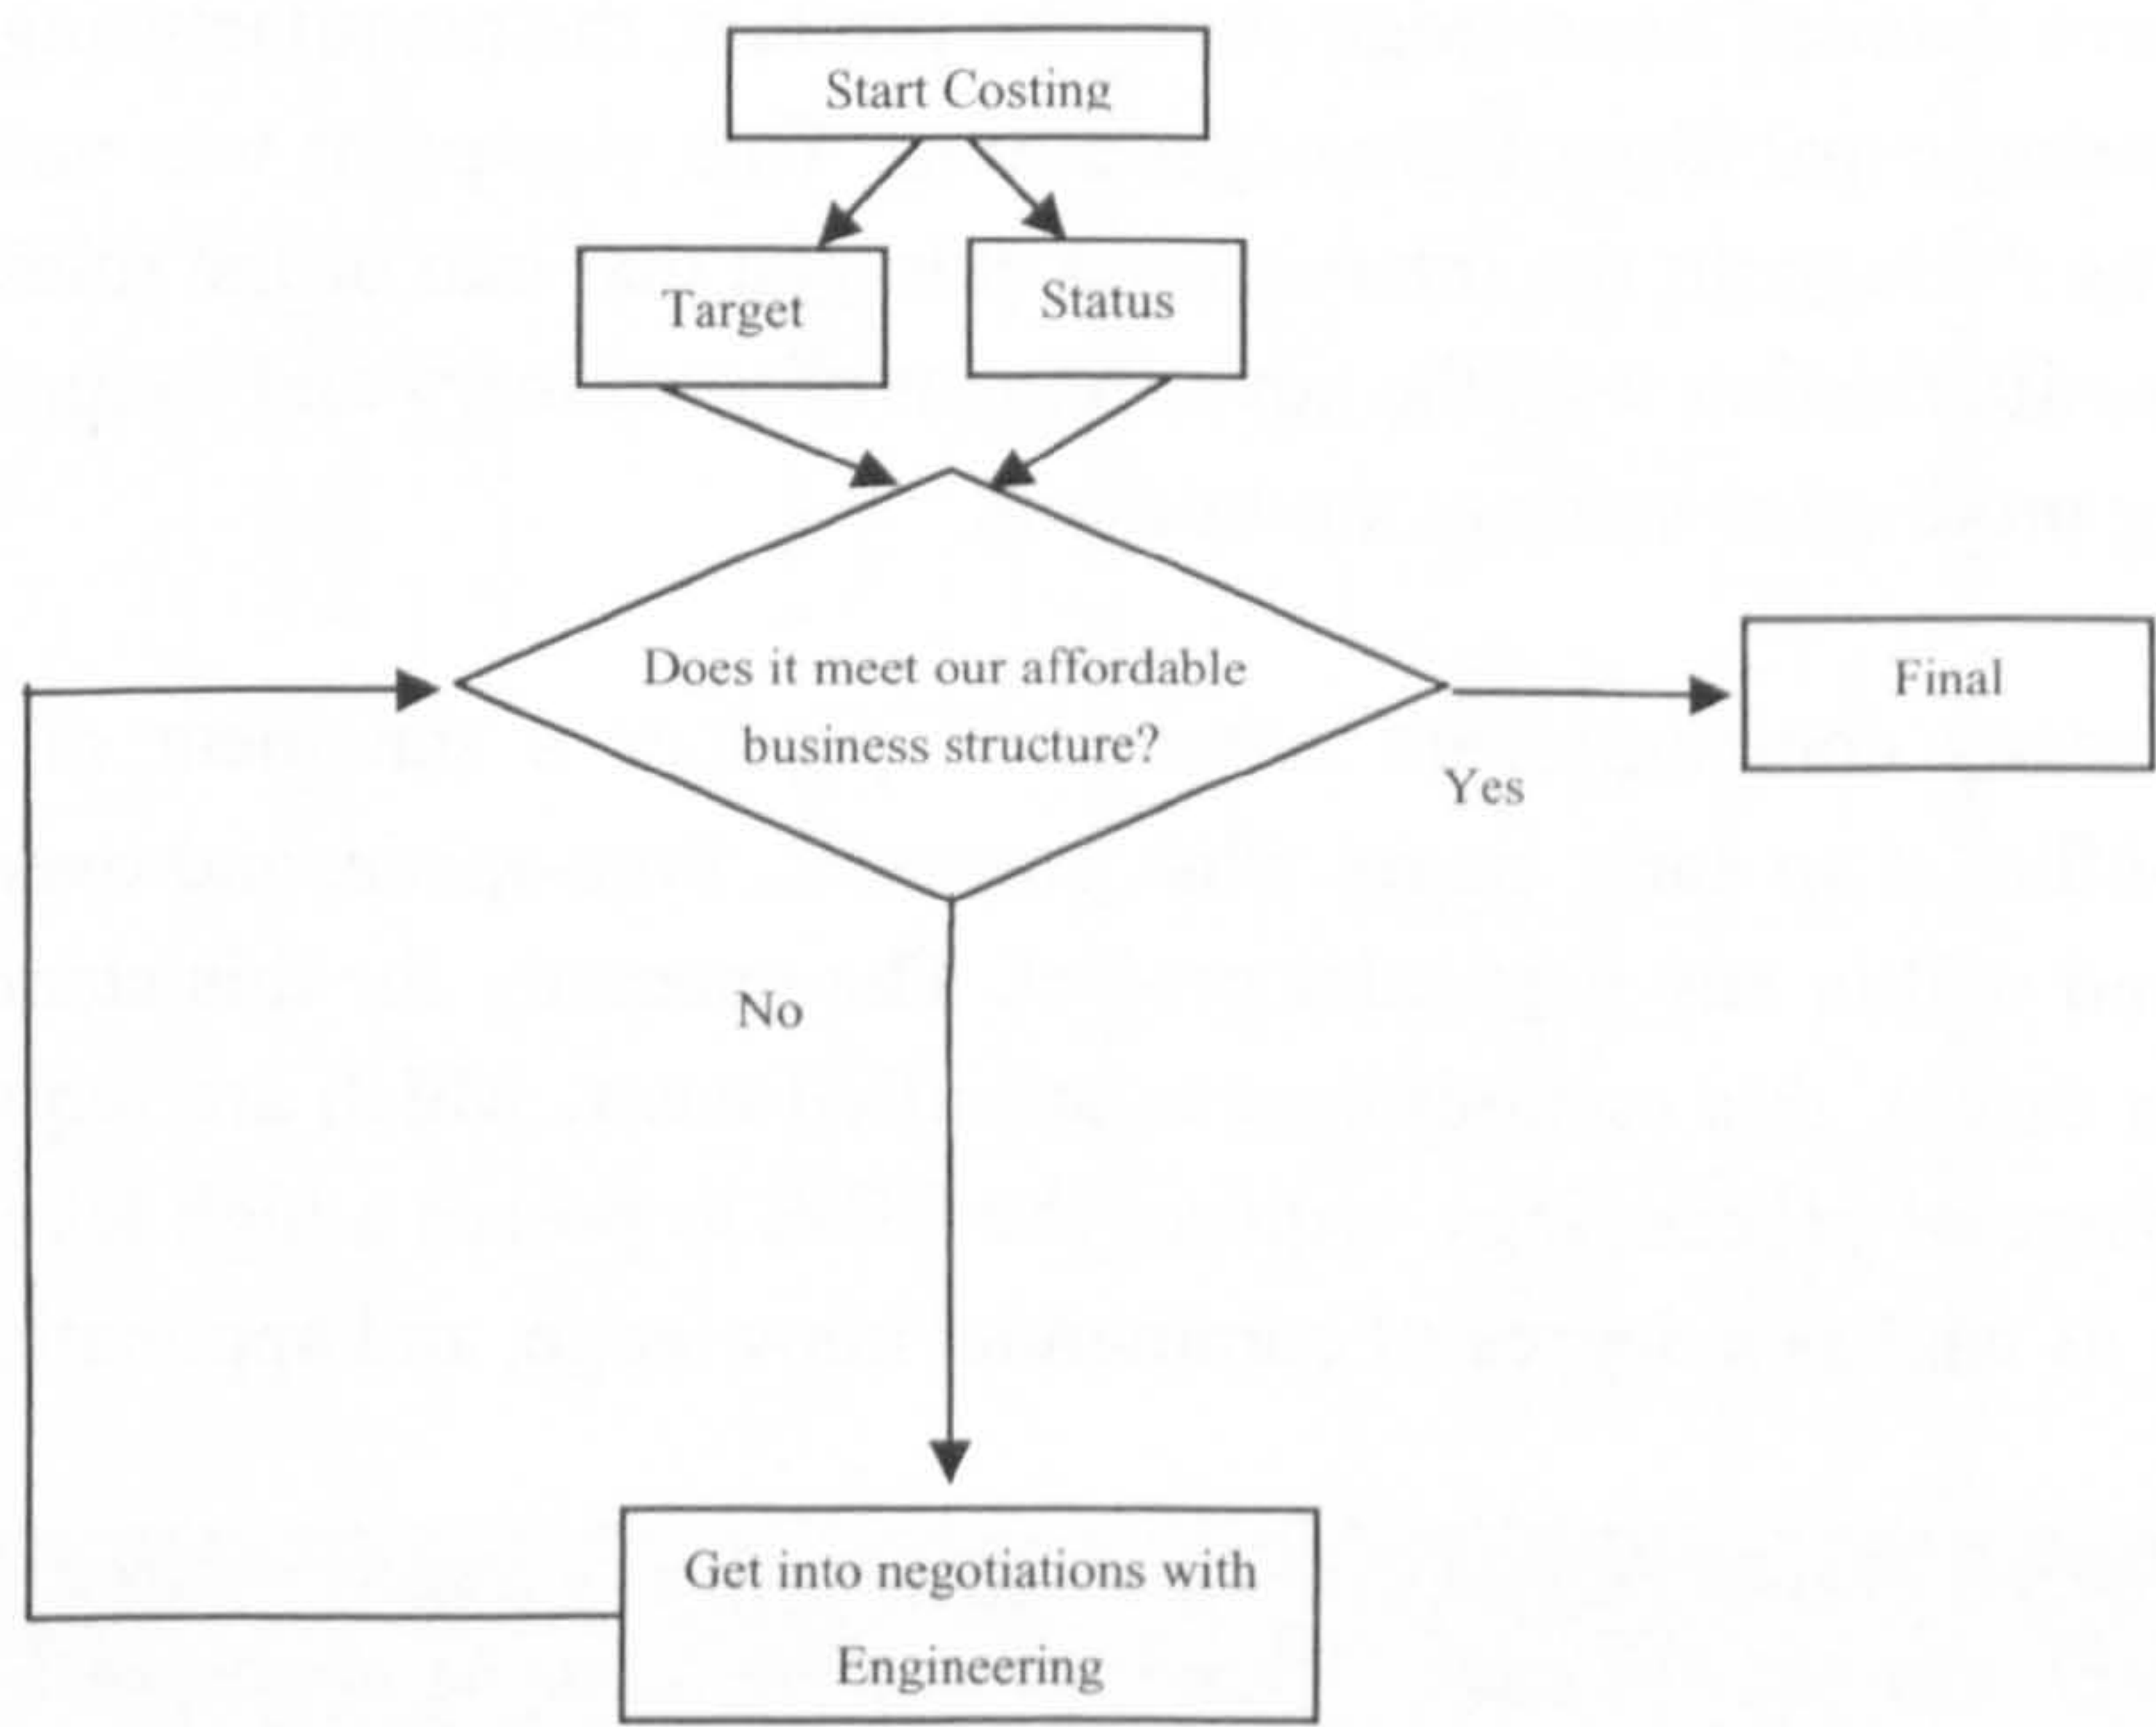 Start Costing
Target
Status
Does it meet our affordable
business structure?
Final
Yes
No
Get into negotiations with
Engineering